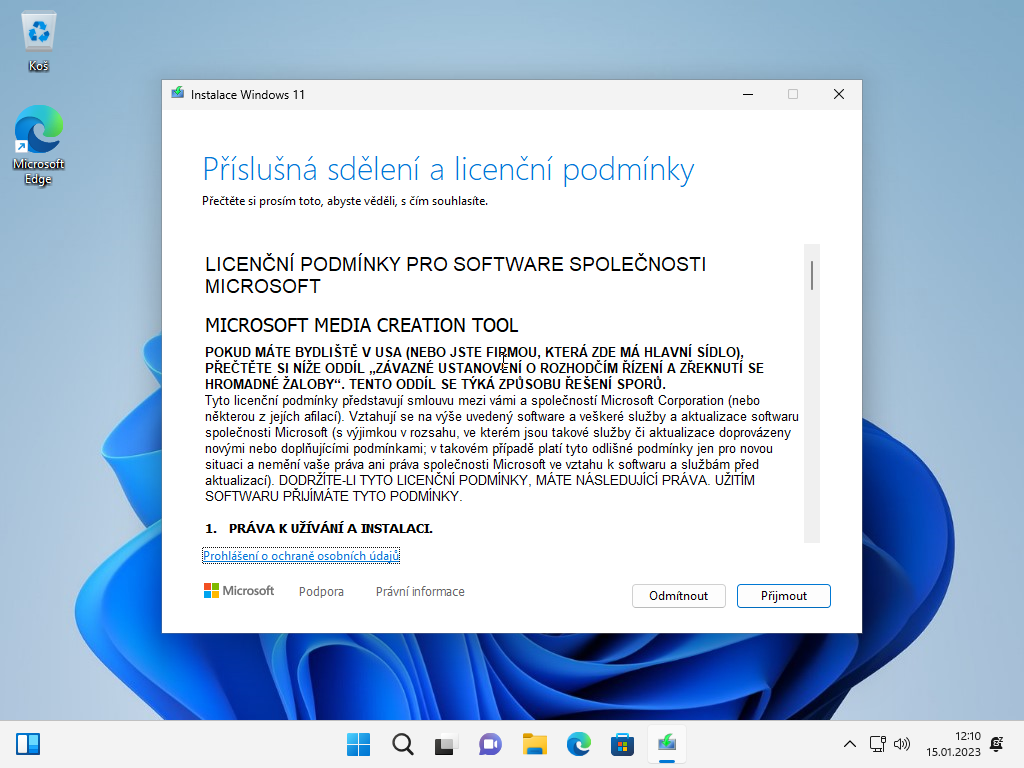 Koš
Microsoft
Edge
Instalace Windows 11
Příslušná sdělení a licenční podmínky
Přečtěte si prosím toto, abyste věděli, s čím souhlasíte.
LICENČNÍ PODMÍNKY PRO SOFTWARE SPOLEČNOSTI
MICROSOFT
MICROSOFT MEDIA CREATION TOOL
POKUD MÁTE BYDLIŠTĚ V USA (NEBO JSTE FIRMOU, KTERÁ ZDE MÁ HLAVNÍ SÍDLO),
PŘEČTĚTE SI NÍŽE ODDÍL „ZÁVAZNÉ USTANOVENÍ O ROZHODČÍM ŘÍZENÍ A ZŘEKNUTÍ SE
HROMADNÉ ŽALOBY“. TENTO ODDÍL SE TÝKÁ ZPŮSOBU ŘEŠENÍ SPORŮ.
Tyto licenční podmínky představují smlouvu mezi vámi a společností Microsoft Corporation (nebo
některou z jejích afilací). Vztahují se na výše uvedený software a veškeré služby a aktualizace softwaru
společnosti Microsoft (s výjimkou v rozsahu, ve kterém jsou takové služby či aktualizace doprovázeny
novými nebo doplňujícími podmínkami; v takovém případě platí tyto odlišné podmínky jen pro novou
situaci a nemění vaše práva ani práva společnosti Microsoft ve vztahu k softwaru a službám před
aktualizací). DODRŽÍTE-LI TYTO LICENČNÍ PODMÍNKY, MÁTE NÁSLEDUJÍCÍ PRÁVA. UŽITÍM
SOFTWARU PŘIJÍMÁTE TYTO PODMÍNKY.
1. PRÁVA K UŽÍVÁNÍ A INSTALACI.
Prohlášení o ochraně osobních údajů
Microsoft Podpora Právní informace Odmítnout Přijmout
12:10
15.01.2023